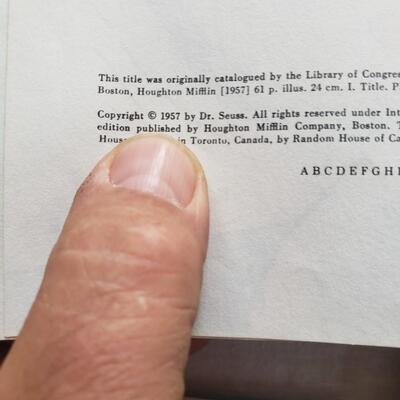 This title was originally catalogued by the Library of Congres
Boston, Houghton Mifflin [1957] 61 p. illus. 24 cm. I. Title. P
Copyright © 1957 by Dr. Seuss. All rights reserved under Int
edition published by Houghton Mifflin Company, Boston. T
in Toronto, Canada, by Random House of Ca
ABCDEFGHI